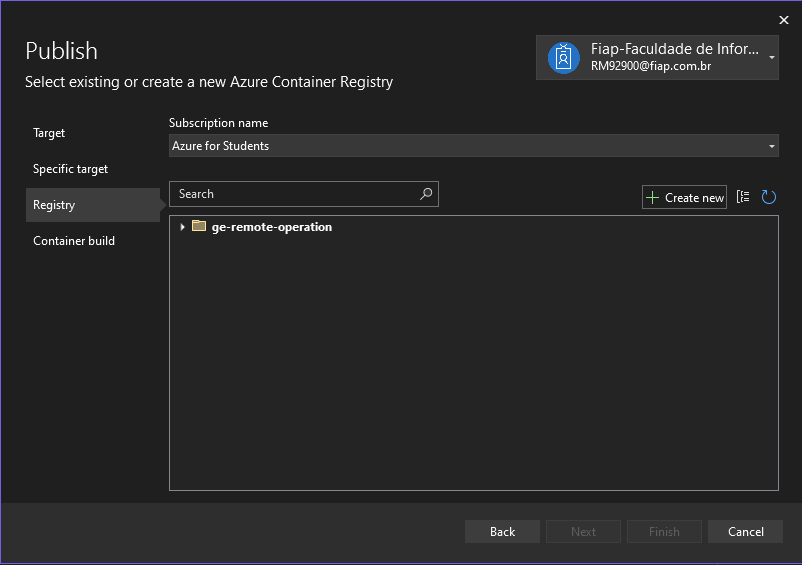 Publish
Select existing or create a new Azure Container Registry
Fiap-Faculdade de Infor...
RM92900@fiap.com.br
Target
Specific target
Registry
Container build
Subscription name
Azure for Students
Search
Create new
ge-remote-operation
Back
Next
Finish
Cancel